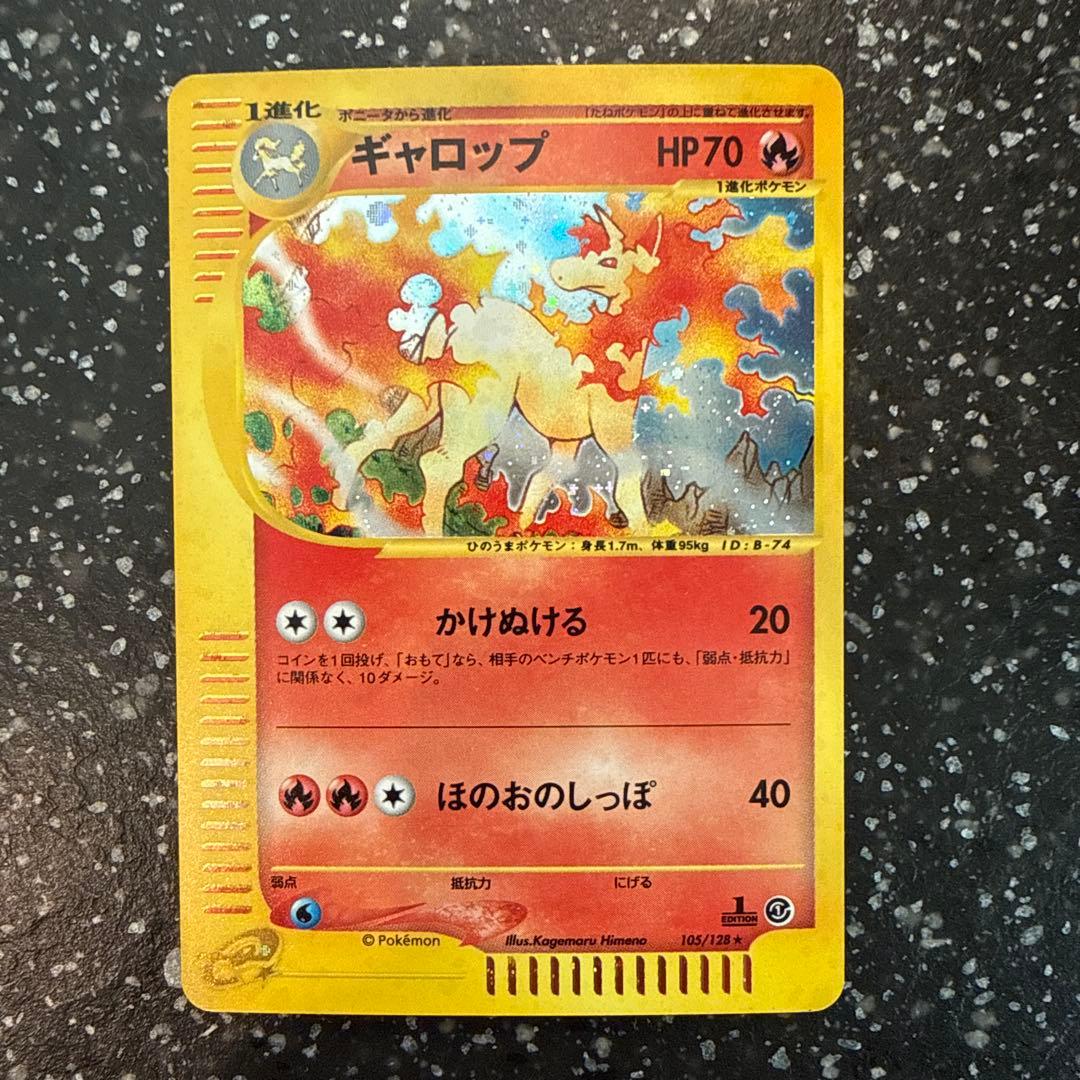 1進化 ポニータから進化 「たねポケモン」の上に重ねて進化させます。
ギャロップ HP70
1進化ポケモン
ひのうまポケモン：身長1.7m、体重95kg ID:B-74
かけぬける 20
コインを1回投げ、「おもて」なら、相手のベンチポケモン1匹にも、「弱点・抵抗力」
に関係なく、10ダメージ。
ほのおのしっぽ 40
弱点 抵抗力 にげる
1 EDITION
© Pokémon Illus.Kagemaru Himeno 105/128★